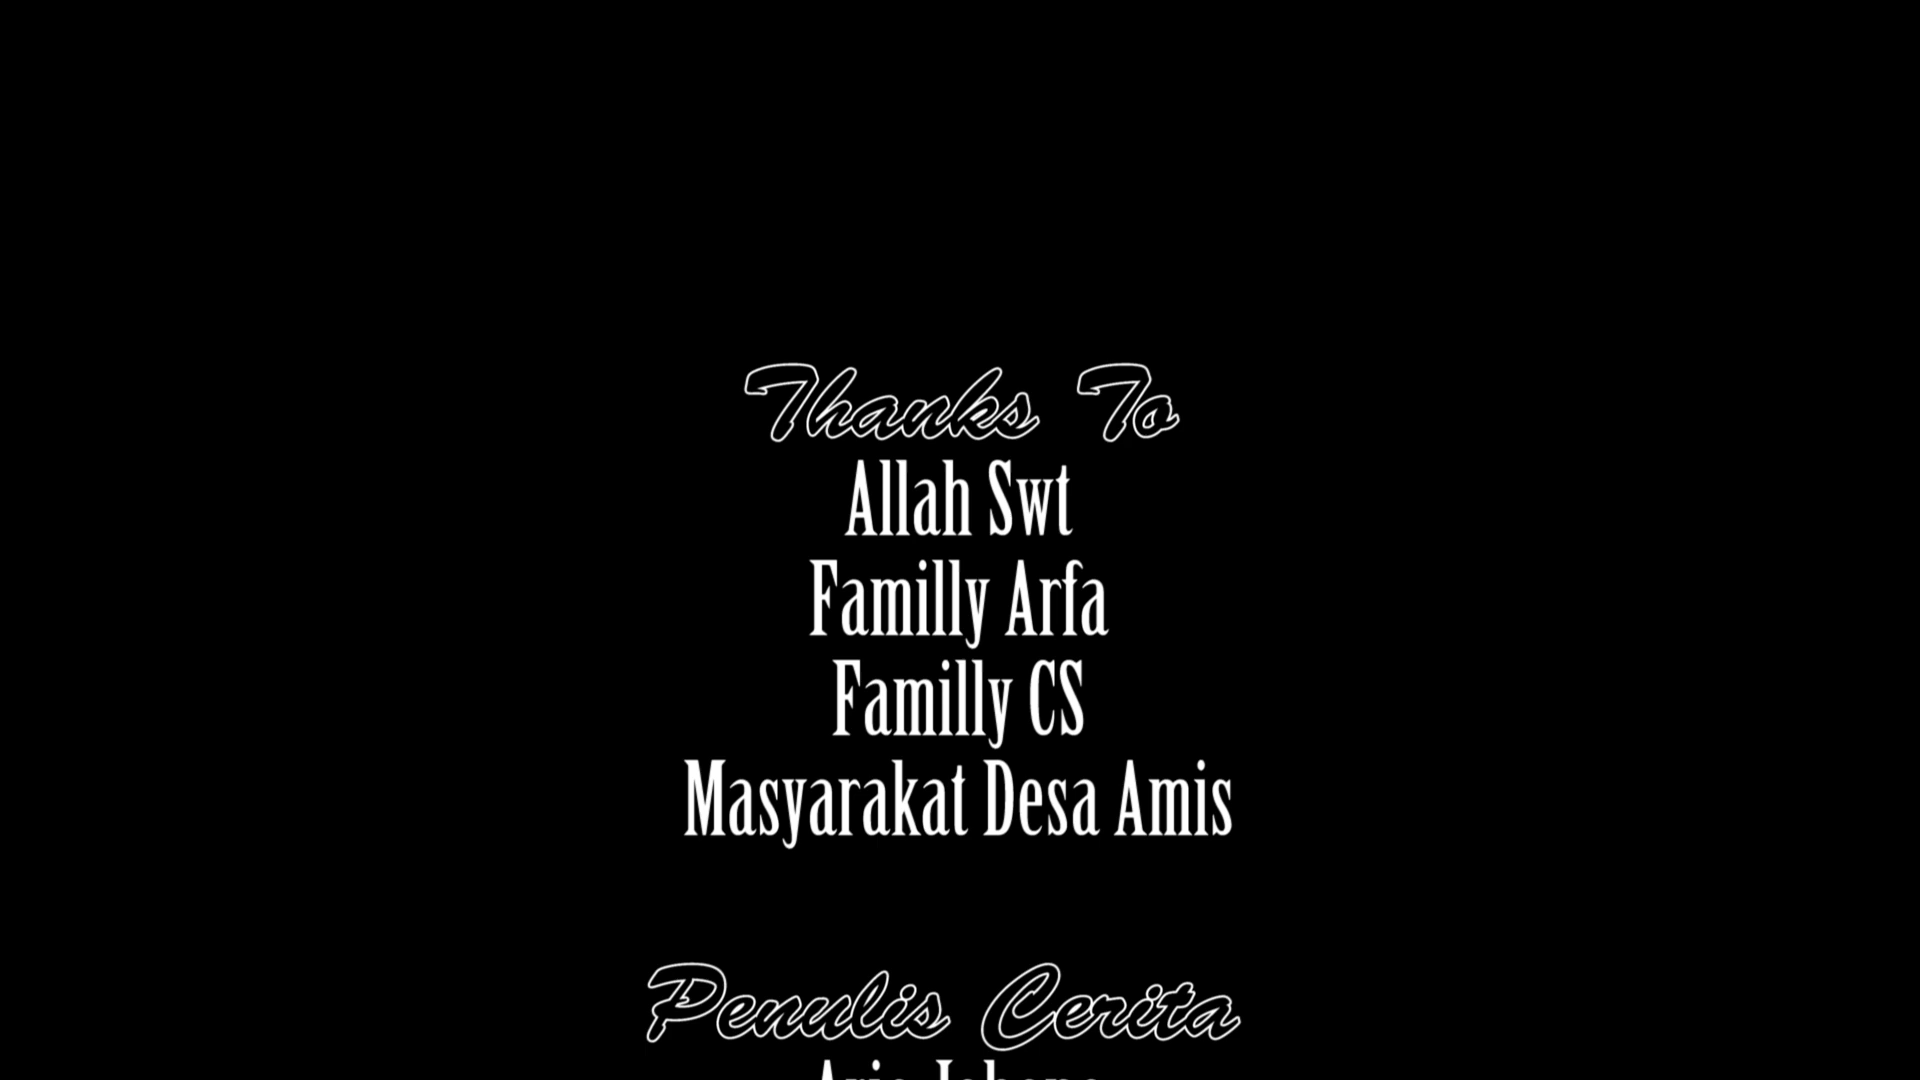 Thanks To
Allah Swt
Familly Arfa
Familly CS
Masyarakat Desa Amis
Penulis Cerita